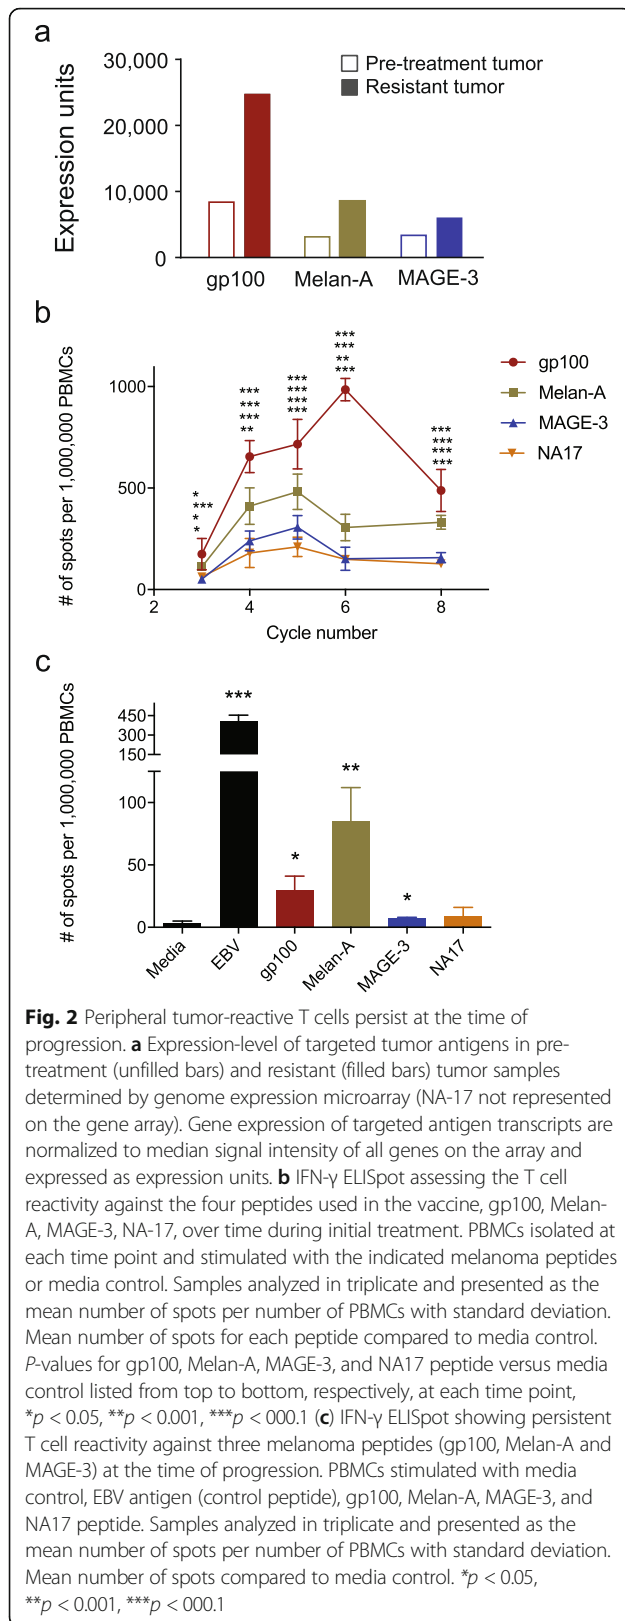 a
30,000
20,000
10,000
0
Expression units
Pre-treatment tumor
Resistant tumor
gp100 Melan-A MAGE-3
b
# of spots per 1,000,000 PBMCs
1000
500
0
*
***
*
*
***
***
***
**
***
***
***
***
***
***
**
***
***
***
***
***
gp100
Melan-A
MAGE-3
NA17
2 4 6 8
Cycle number
c
# of spots per 1,000,000 PBMCs
450
300
150
100
50
0
***
*
**
*
Media EBV gp100 Melan-A MAGE-3 NA17
Fig. 2 Peripheral tumor-reactive T cells persist at the time of
progression. a Expression-level of targeted tumor antigens in pre-
treatment (unfilled bars) and resistant (filled bars) tumor samples
determined by genome expression microarray (NA-17 not represented
on the gene array). Gene expression of targeted antigen transcripts are
normalized to median signal intensity of all genes on the array and
expressed as expression units. b IFN-γ ELISpot assessing the T cell
reactivity against the four peptides used in the vaccine, gp100, Melan-
A, MAGE-3, NA-17, over time during initial treatment. PBMCs isolated at
each time point and stimulated with the indicated melanoma peptides
or media control. Samples analyzed in triplicate and presented as the
mean number of spots per number of PBMCs with standard deviation.
Mean number of spots for each peptide compared to media control.
P-values for gp100, Melan-A, MAGE-3, and NA17 peptide versus media
control listed from top to bottom, respectively, at each time point,
*p < 0.05, **p < 0.001, ***p < 000.1 (c) IFN-γ ELISpot showing persistent
T cell reactivity against three melanoma peptides (gp100, Melan-A and
MAGE-3) at the time of progression. PBMCs stimulated with media
control, EBV antigen (control peptide), gp100, Melan-A, MAGE-3, and
NA17 peptide. Samples analyzed in triplicate and presented as the
mean number of spots per number of PBMCs with standard deviation.
Mean number of spots compared to media control. *p < 0.05,
**p < 0.001, ***p < 000.1